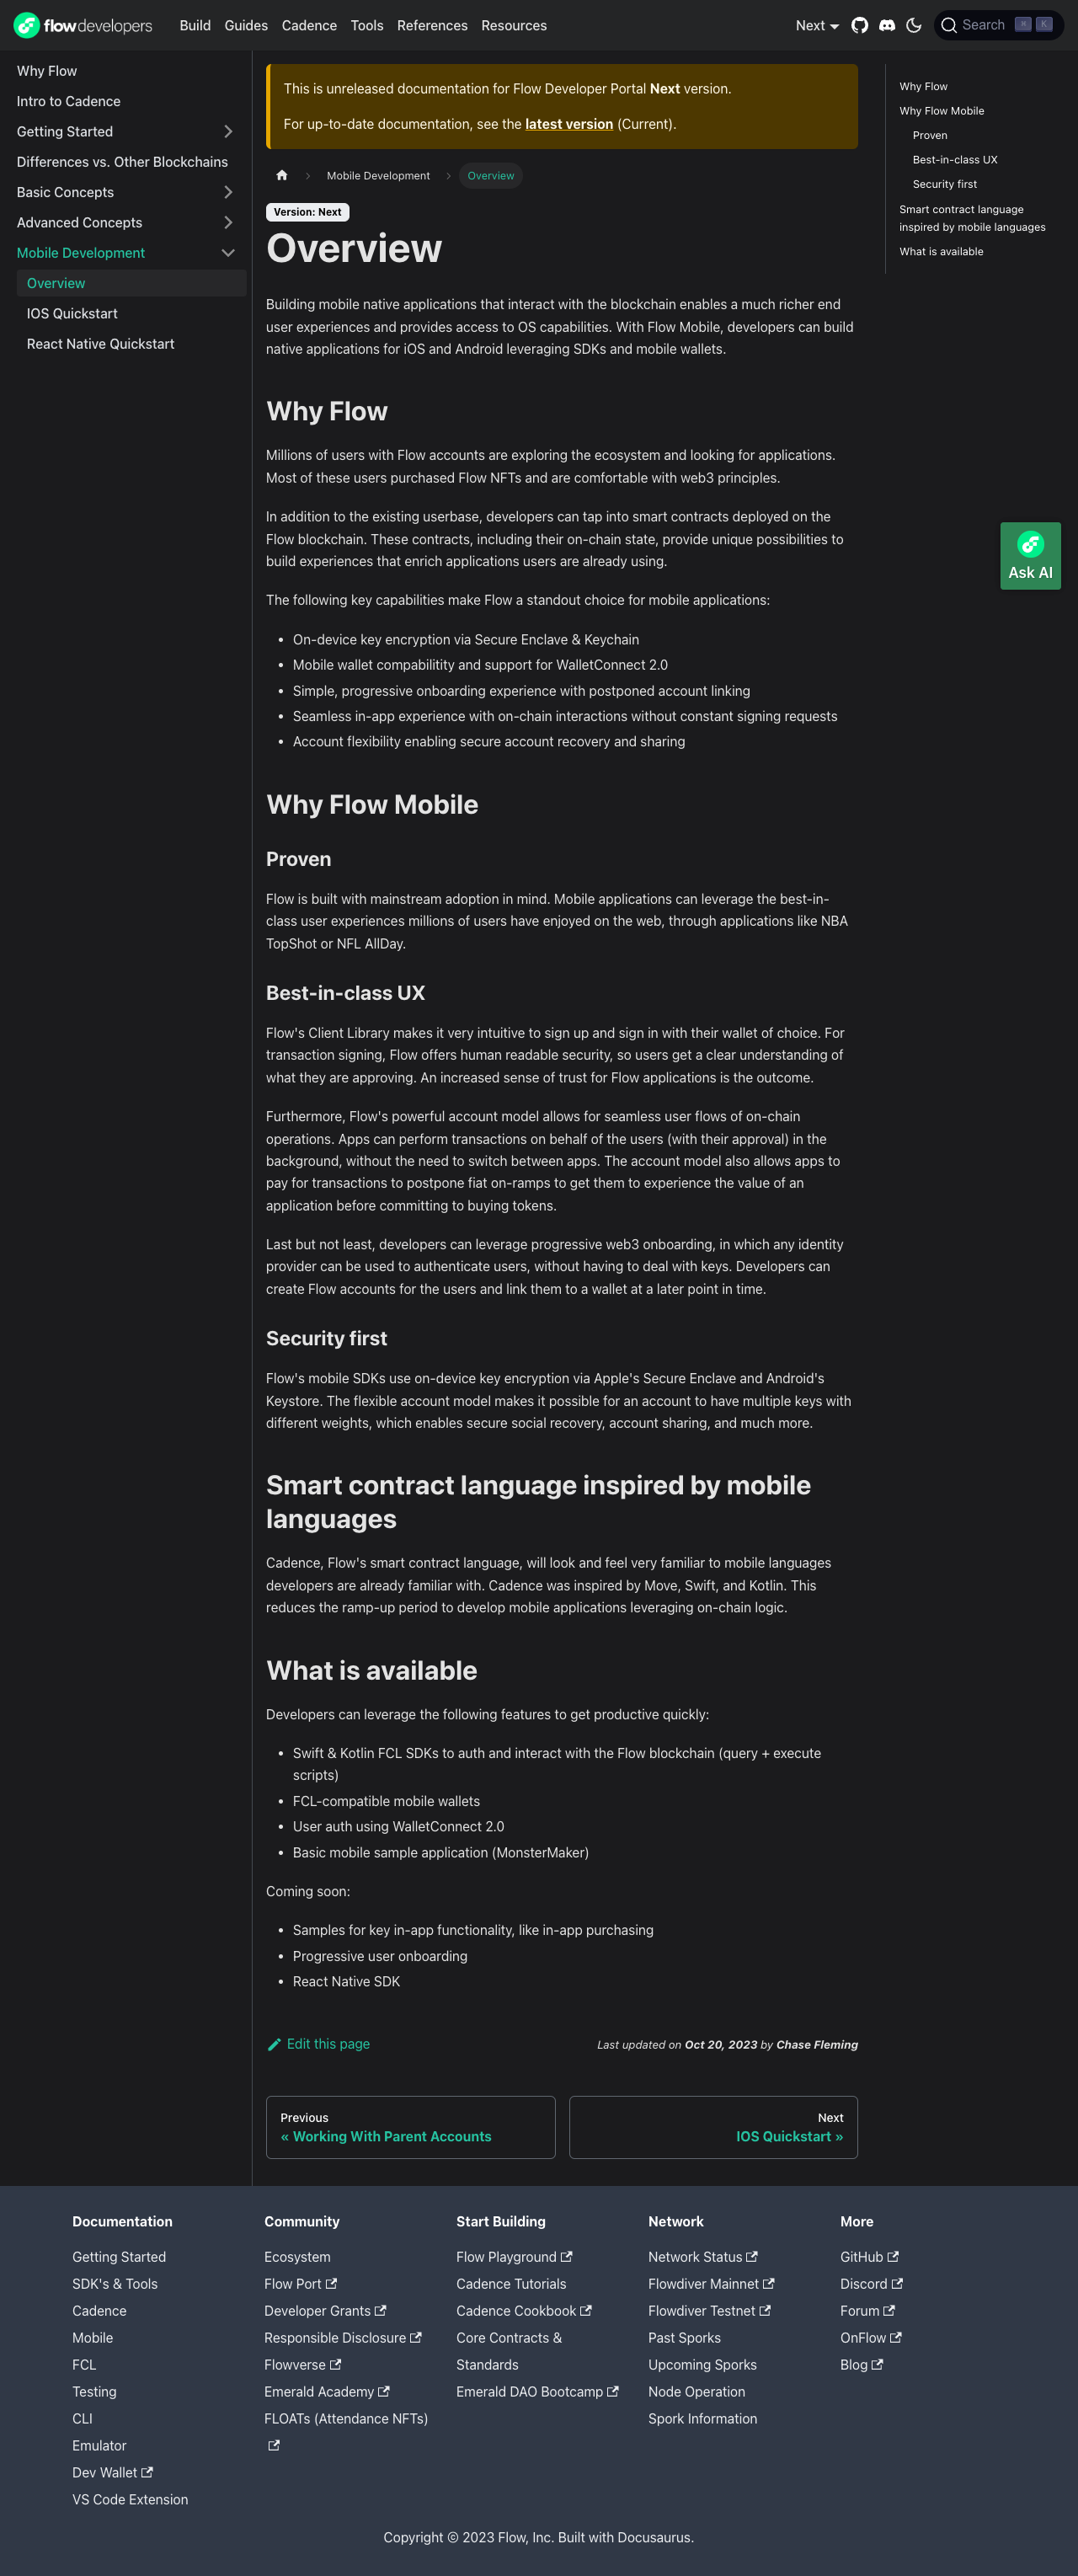 flow developers
Build Guides Cadence Tools References Resources
Next
Search ⌘ K
Why Flow
Intro to Cadence
Getting Started
Differences vs. Other Blockchains
Basic Concepts
Advanced Concepts
Mobile Development
Overview
IOS Quickstart
React Native Quickstart
This is unreleased documentation for Flow Developer Portal Next version.
For up-to-date documentation, see the latest version (Current).
Mobile Development
Overview
Version: Next
Overview
Building mobile native applications that interact with the blockchain enables a much richer end
user experiences and provides access to OS capabilities. With Flow Mobile, developers can build
native applications for iOS and Android leveraging SDKs and mobile wallets.
Why Flow
Millions of users with Flow accounts are exploring the ecosystem and looking for applications.
Most of these users purchased Flow NFTs and are comfortable with web3 principles.
In addition to the existing userbase, developers can tap into smart contracts deployed on the
Flow blockchain. These contracts, including their on-chain state, provide unique possibilities to
build experiences that enrich applications users are already using.
The following key capabilities make Flow a standout choice for mobile applications:
• On-device key encryption via Secure Enclave & Keychain
• Mobile wallet compabilitity and support for WalletConnect 2.0
• Simple, progressive onboarding experience with postponed account linking
• Seamless in-app experience with on-chain interactions without constant signing requests
• Account flexibility enabling secure account recovery and sharing
Why Flow Mobile
Proven
Flow is built with mainstream adoption in mind. Mobile applications can leverage the best-in-
class user experiences millions of users have enjoyed on the web, through applications like NBA
TopShot or NFL AllDay.
Best-in-class UX
Flow's Client Library makes it very intuitive to sign up and sign in with their wallet of choice. For
transaction signing, Flow offers human readable security, so users get a clear understanding of
what they are approving. An increased sense of trust for Flow applications is the outcome.
Furthermore, Flow's powerful account model allows for seamless user flows of on-chain
operations. Apps can perform transactions on behalf of the users (with their approval) in the
background, without the need to switch between apps. The account model also allows apps to
pay for transactions to postpone fiat on-ramps to get them to experience the value of an
application before committing to buying tokens.
Last but not least, developers can leverage progressive web3 onboarding, in which any identity
provider can be used to authenticate users, without having to deal with keys. Developers can
create Flow accounts for the users and link them to a wallet at a later point in time.
Security first
Flow's mobile SDKs use on-device key encryption via Apple's Secure Enclave and Android's
Keystore. The flexible account model makes it possible for an account to have multiple keys with
different weights, which enables secure social recovery, account sharing, and much more.
Smart contract language inspired by mobile
languages
Cadence, Flow's smart contract language, will look and feel very familiar to mobile languages
developers are already familiar with. Cadence was inspired by Move, Swift, and Kotlin. This
reduces the ramp-up period to develop mobile applications leveraging on-chain logic.
What is available
Developers can leverage the following features to get productive quickly:
• Swift & Kotlin FCL SDKs to auth and interact with the Flow blockchain (query + execute
scripts)
• FCL-compatible mobile wallets
• User auth using WalletConnect 2.0
• Basic mobile sample application (MonsterMaker)
Coming soon:
• Samples for key in-app functionality, like in-app purchasing
• Progressive user onboarding
• React Native SDK
Edit this page
Last updated on Oct 20, 2023 by Chase Fleming
Previous
« Working With Parent Accounts
Next
IOS Quickstart »
Why Flow
Why Flow Mobile
Proven
Best-in-class UX
Security first
Smart contract language
inspired by mobile languages
What is available
Ask AI
Documentation
Getting Started
SDK's & Tools
Cadence
Mobile
FCL
Testing
CLI
Emulator
Dev Wallet
VS Code Extension
Community
Ecosystem
Flow Port
Developer Grants
Responsible Disclosure
Flowverse
Emerald Academy
FLOATs (Attendance NFTs)
Start Building
Flow Playground
Cadence Tutorials
Cadence Cookbook
Core Contracts &
Standards
Emerald DAO Bootcamp
Network
Network Status
Flowdiver Mainnet
Flowdiver Testnet
Past Sporks
Upcoming Sporks
Node Operation
Spork Information
More
GitHub
Discord
Forum
OnFlow
Blog
Copyright © 2023 Flow, Inc. Built with Docusaurus.